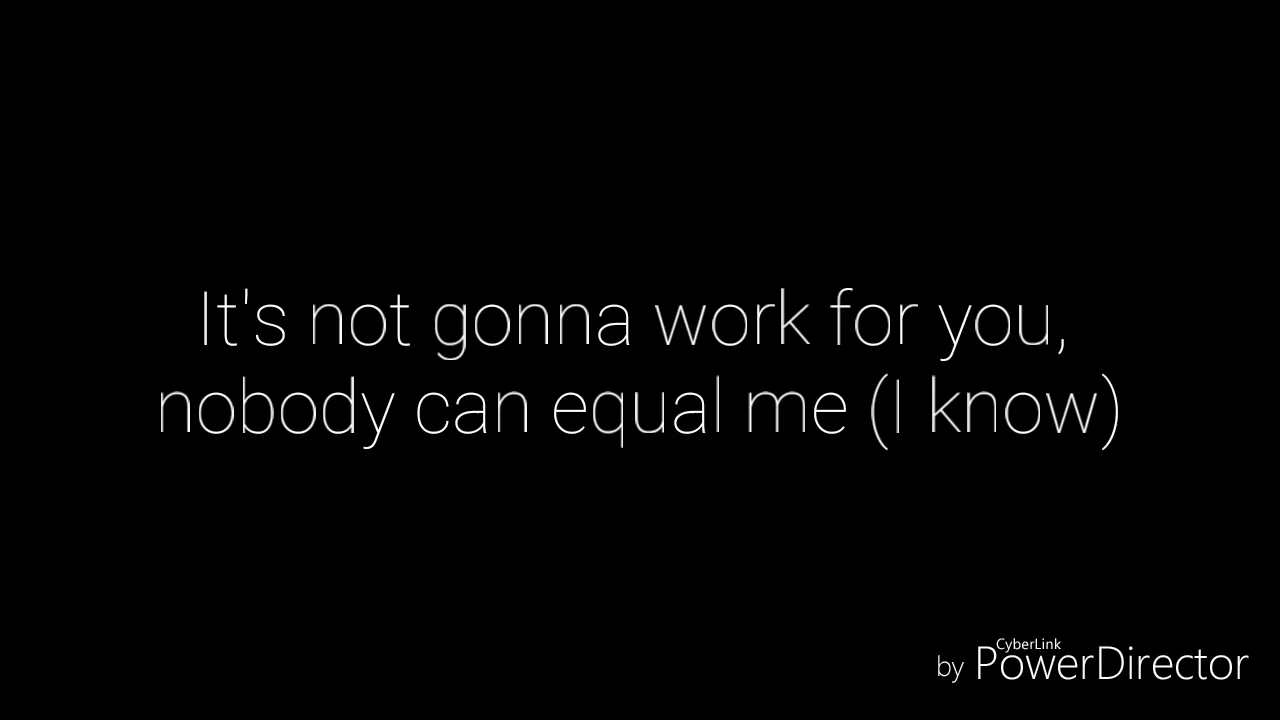 It's not gonna work for you,
nobody can equal me (I know)
by CyberLink PowerDirector